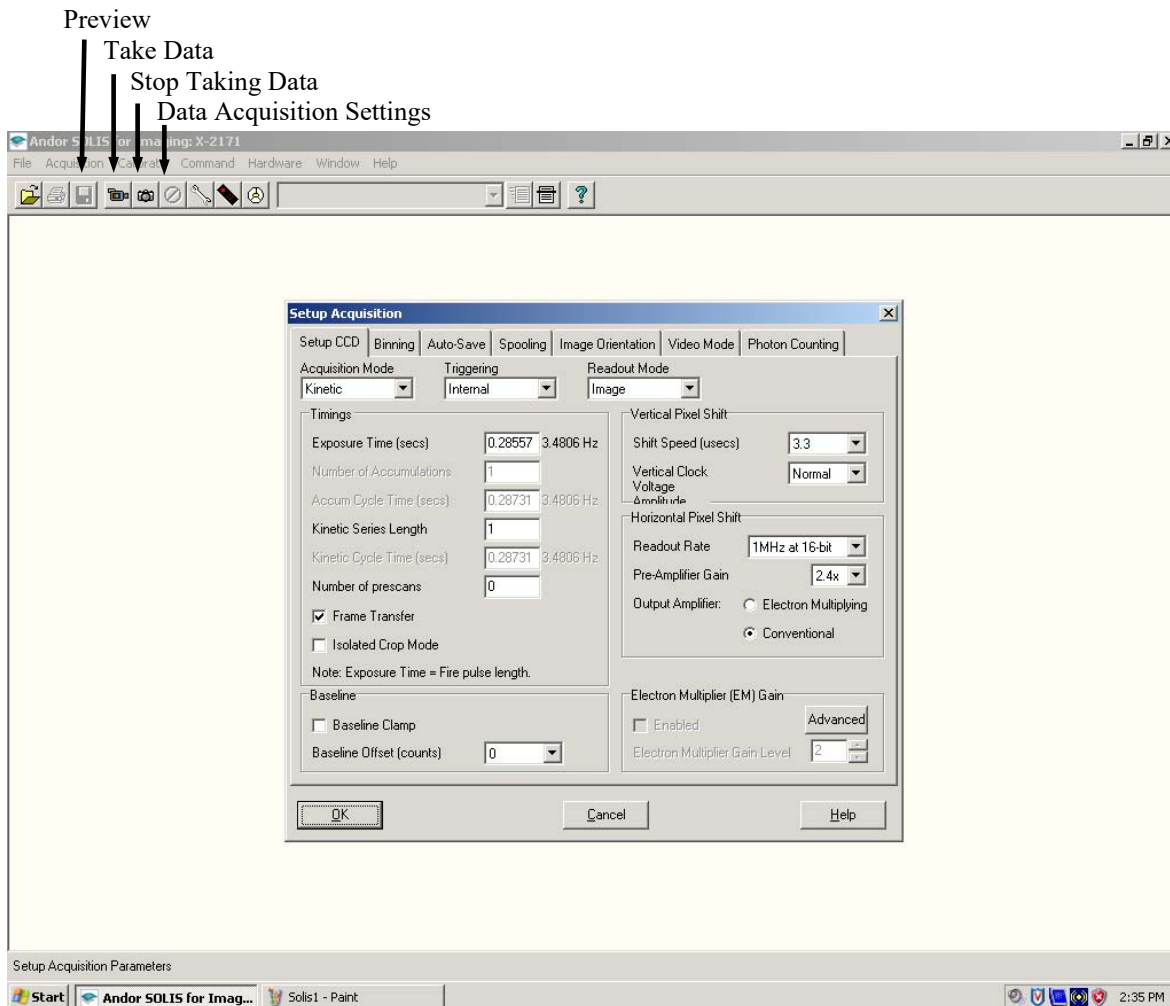 Preview
Take Data
Stop Taking Data
Data Acquisition Settings
Andor SOLIS for Imaging: X-2171
File Acquisition Calibrate Command Hardware Window Help
Setup Acquisition
Setup CCD Binning Auto-Save Spooling Image Orientation Video Mode Photon Counting
Acquisition Mode Triggering Readout Mode
Kinetic Internal Image
Timings
Exposure Time (secs) 0.28557 3.4806 Hz
Number of Accumulations 1
Accum Cycle Time (secs) 0.28731 3.4806 Hz
Kinetic Series Length 1
Kinetic Cycle Time (secs) 0.28731 3.4806 Hz
Number of prescans 0
Frame Transfer
Isolated Crop Mode
Note: Exposure Time = Fire pulse length.
Baseline
Baseline Clamp
Baseline Offset (counts) 0
Vertical Pixel Shift
Shift Speed (usecs) 3.3
Vertical Clock Normal
Voltage
Amplitude
Horizontal Pixel Shift
Readout Rate 1MHz at 16-bit
Pre-Amplifier Gain 2.4x
Output Amplifier: Electron Multiplying
Conventional
Electron Multiplier (EM) Gain
Enabled Advanced
Electron Multiplier Gain Level 2
OK Cancel Help
Setup Acquisition Parameters
Start Andor SOLIS for Imag... Solis1 - Paint 2:35 PM